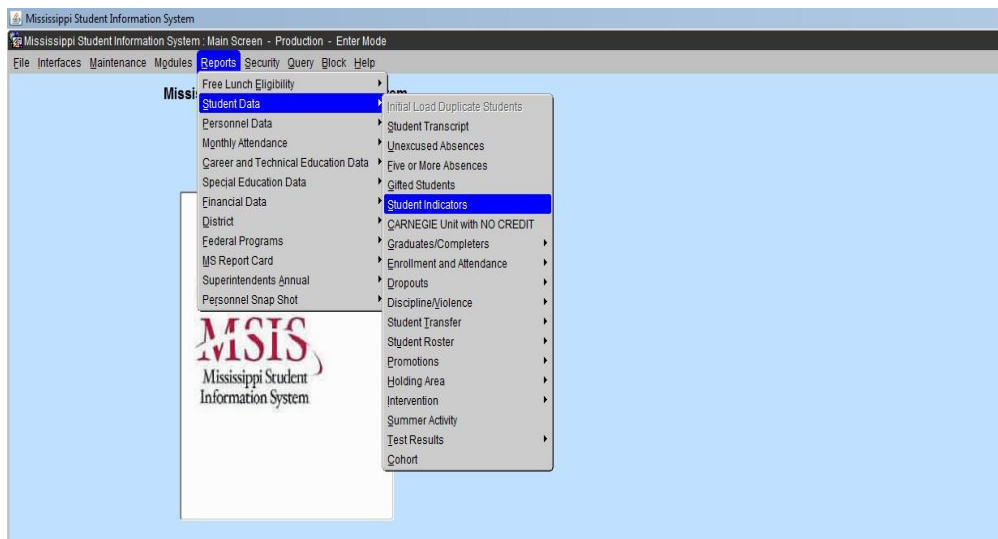 Mississippi Student Information System
Mississippi Student Information System : Main Screen - Production - Enter Mode
File Interfaces Maintenance Modules Reports Security Query Block Help
Free Lunch Eligibility
Student Data
Personnel Data
Monthly Attendance
Career and Technical Education Data
Special Education Data
Financial Data
District
Federal Programs
MS Report Card
Superintendents Annual
Personnel Snap Shot
Initial Load Duplicate Students
Student Transcript
Unexcused Absences
Five or More Absences
Gifted Students
Student Indicators
CARNEGIE Unit with NO CREDIT
Graduates/Completers
Enrollment and Attendance
Dropouts
Discipline/Violence
Student Transfer
Student Roster
Promotions
Holding Area
Intervention
Summer Activity
Test Results
Cohort
MSIS
Mississippi Student
Information System